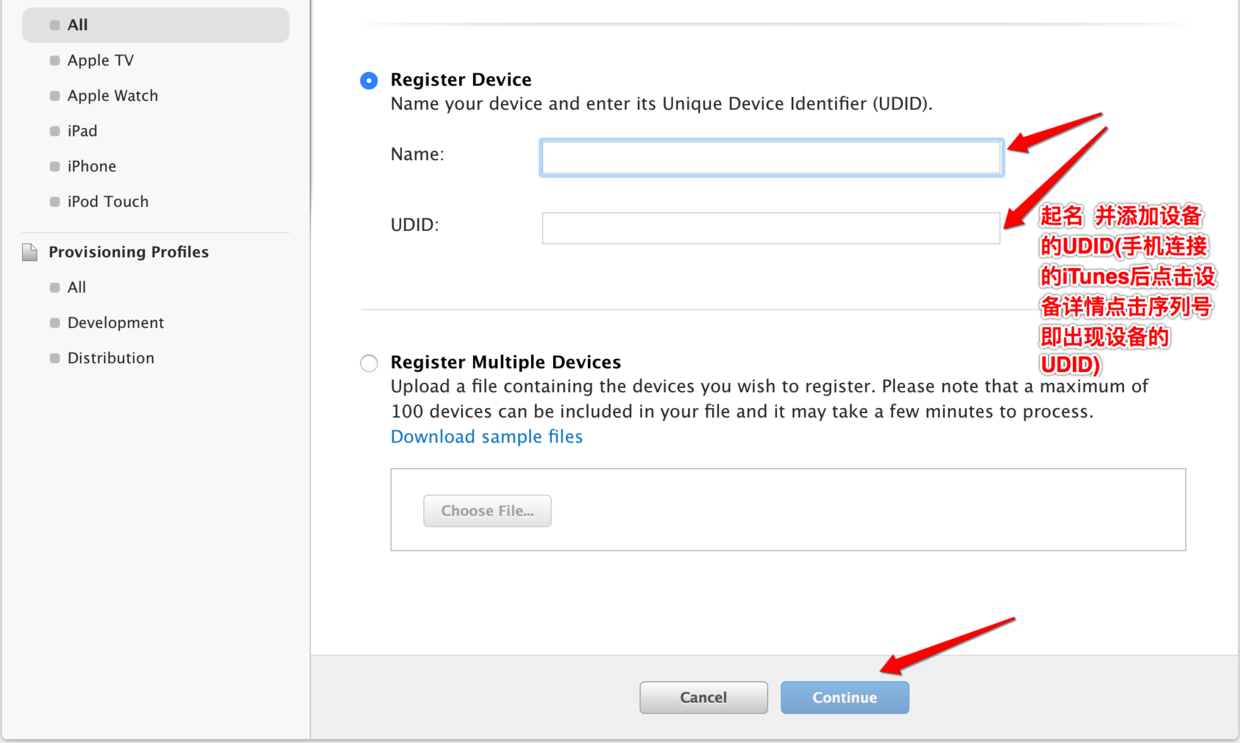 All
Apple TV
Apple Watch
iPad
iPhone
iPod Touch
Provisioning Profiles
All
Development
Distribution
Register Device
Name your device and enter its Unique Device Identifier (UDID).
Name:
UDID:
起名 并添加设备
的UDID(手机连接
的iTunes后点击设
备详情点击序列号
即出现设备的
UDID)
Register Multiple Devices
Upload a file containing the devices you wish to register. Please note that a maximum of
100 devices can be included in your file and it may take a few minutes to process.
Download sample files
Choose File...
Cancel
Continue